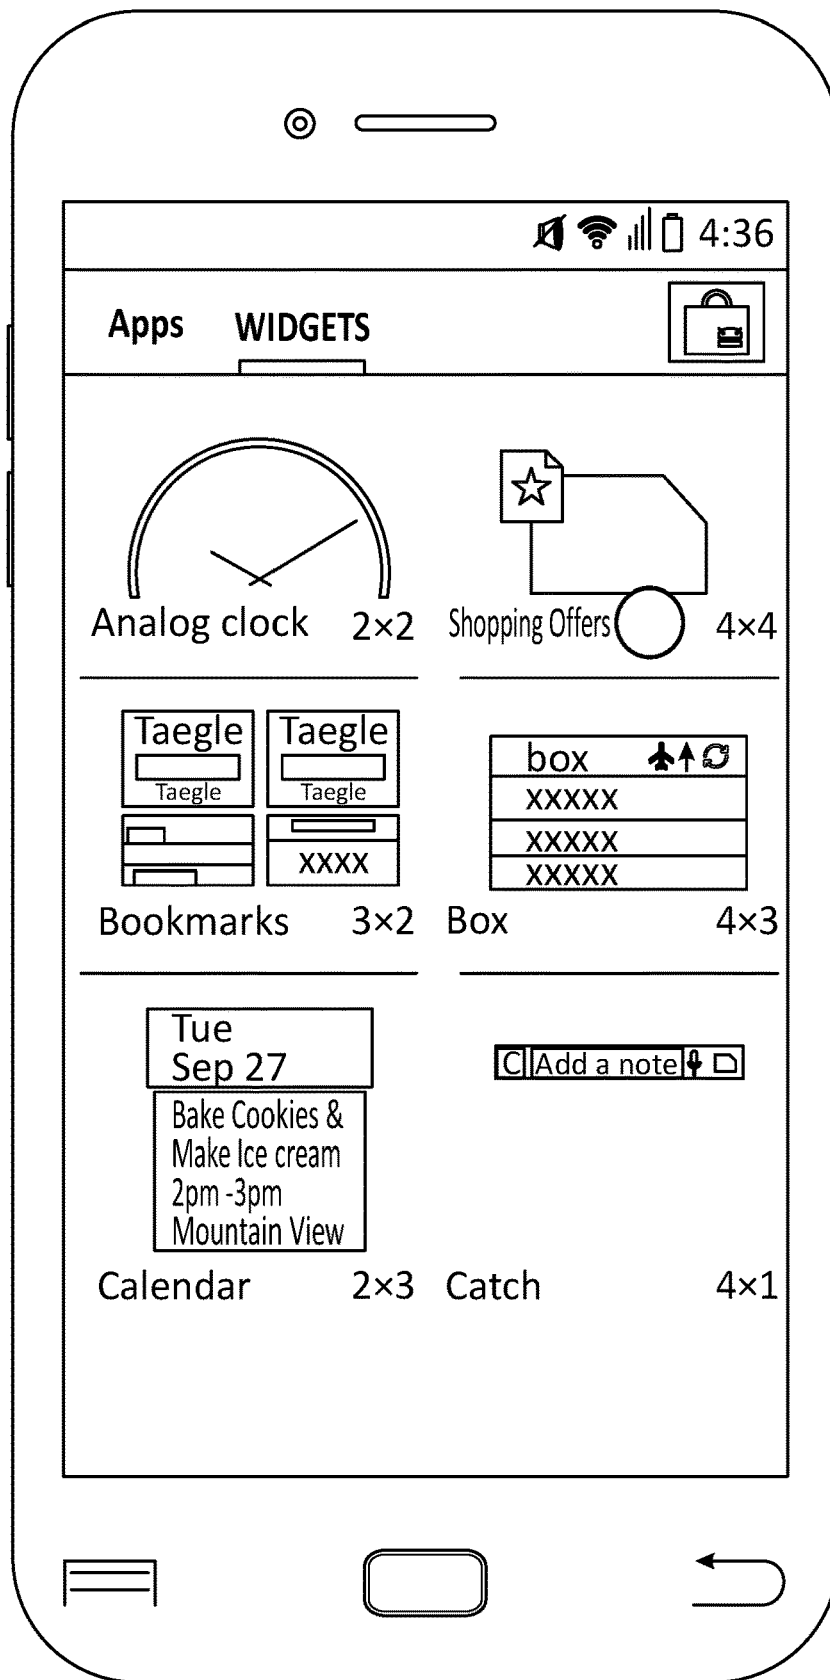 4:36
Apps WIDGETS
Analog clock 2×2 Shopping Offers 4×4
Taegle Taegle box
Taegle Taegle xxxxx
xxxx xxxxx
xxxxx
Bookmarks 3×2 Box 4×3
Tue
Sep 27
C Add a note
Bake Cookies &
Make Ice cream
2pm -3pm
Mountain View
Calendar 2×3 Catch 4×1